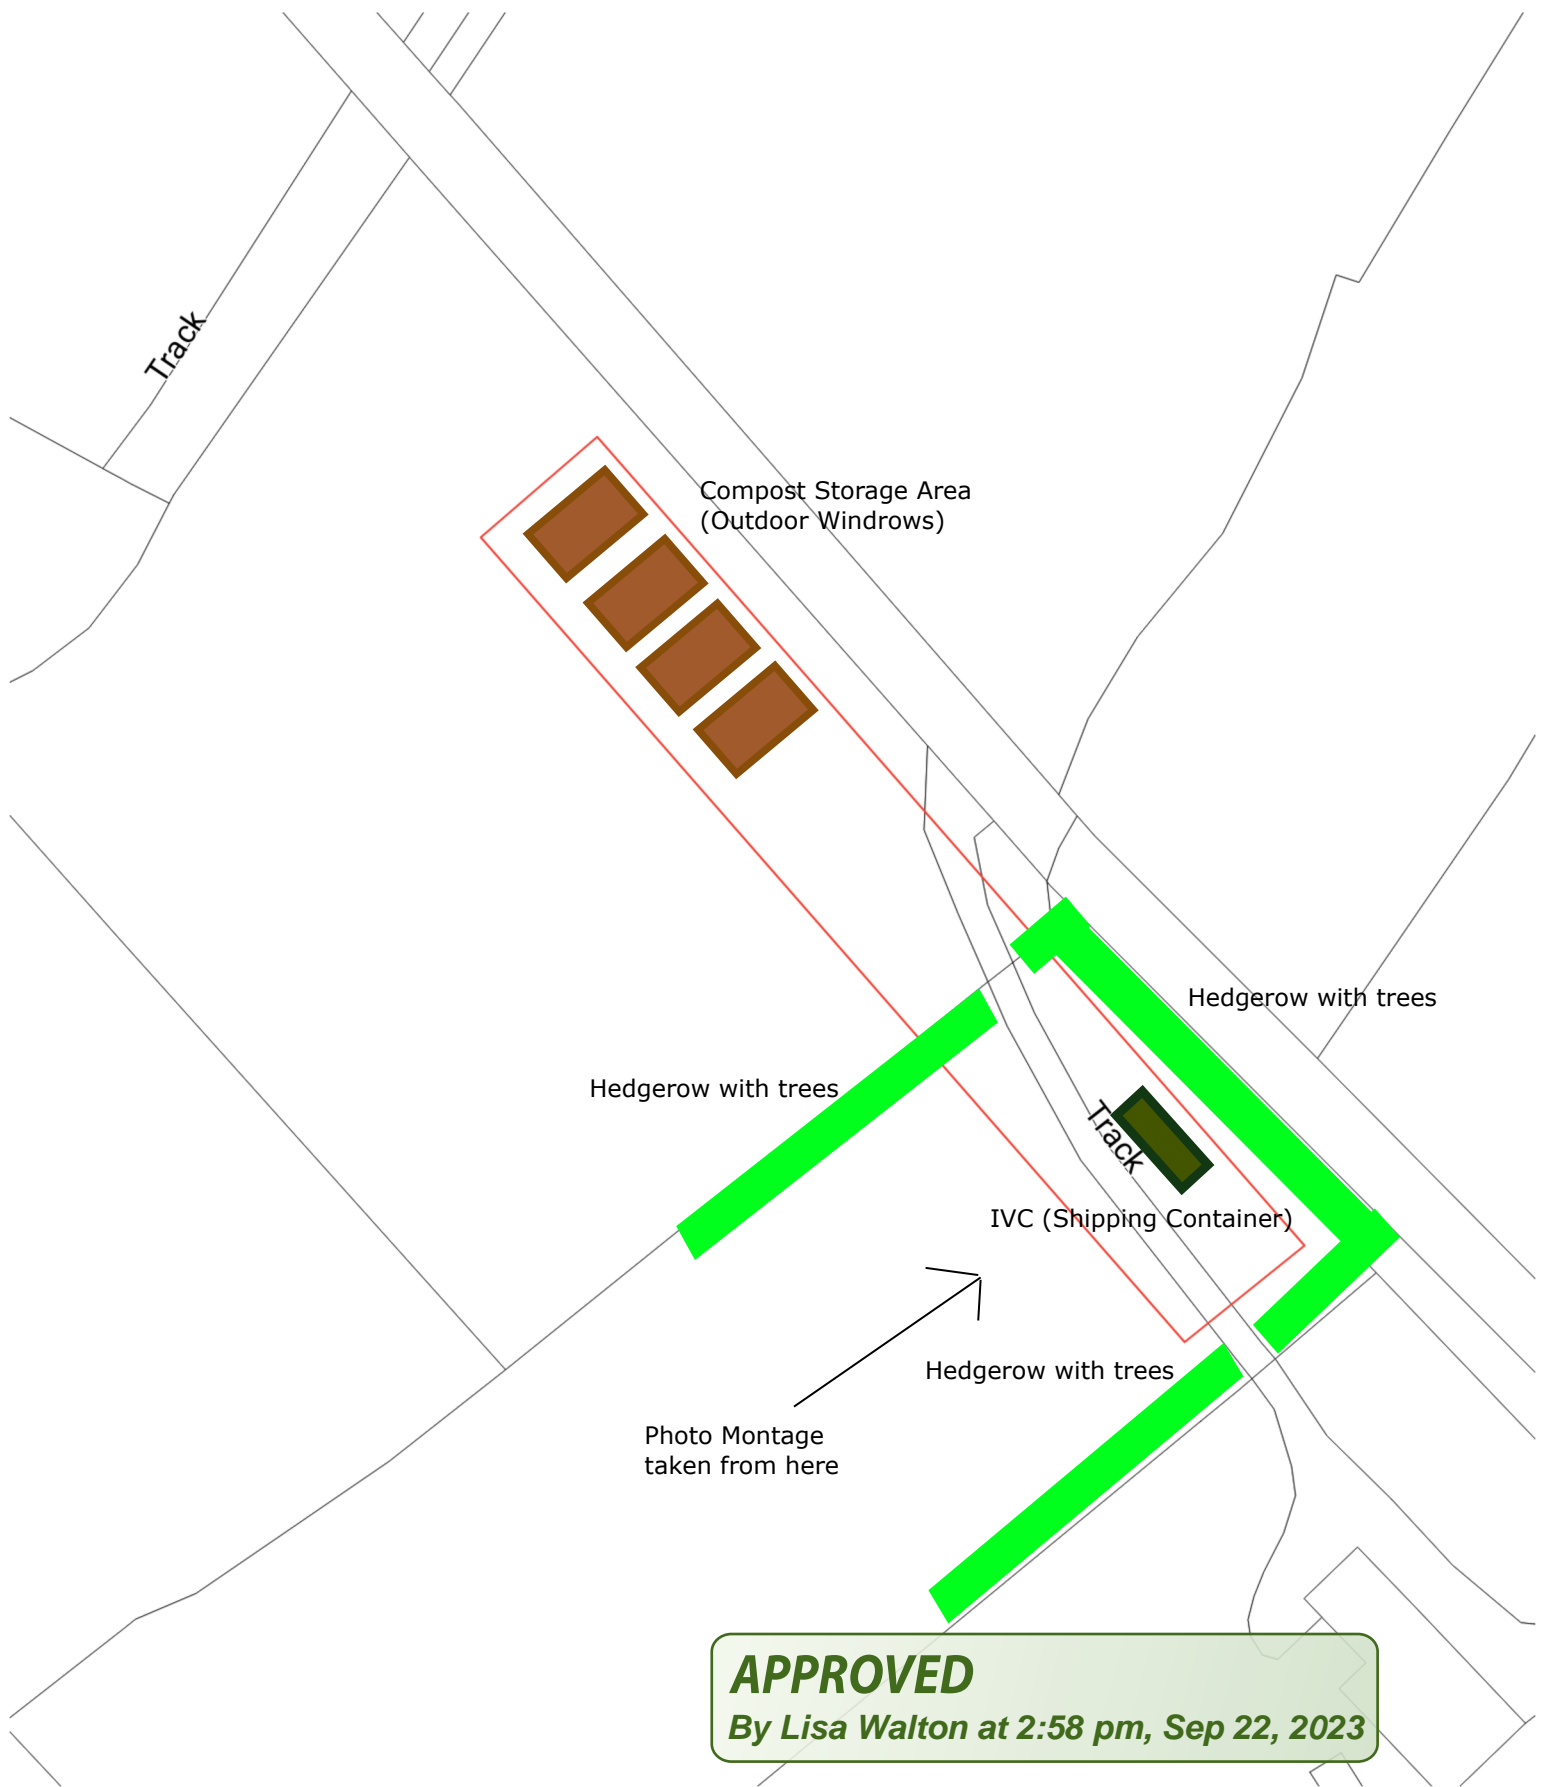 Track
Compost Storage Area
(Outdoor Windrows)
Hedgerow with trees
Hedgerow with trees
Track
IVC (Shipping Container)
Hedgerow with trees
Photo Montage
taken from here
APPROVED
By Lisa Walton at 2:58 pm, Sep 22, 2023